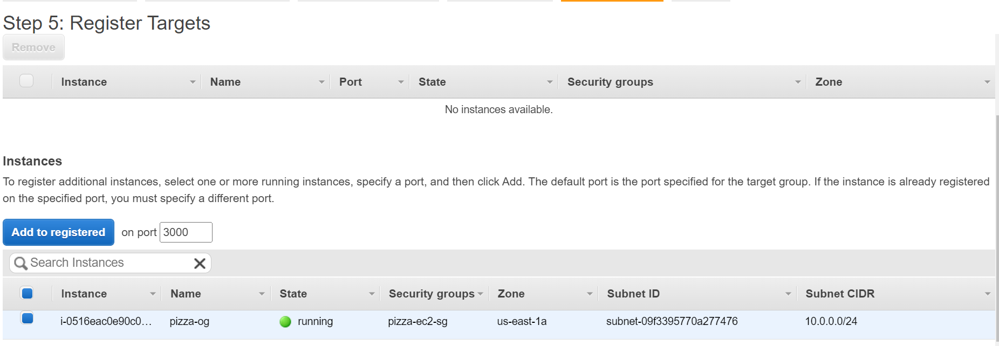 Step 5: Register Targets
Remove
Instance Name Port State Security groups Zone
No instances available.
Instances
To register additional instances, select one or more running instances, specify a port, and then click Add. The default port is the port specified for the target group. If the instance is already registered
on the specified port, you must specify a different port.
Add to registered on port 3000
Search Instances
Instance Name State Security groups Zone Subnet ID Subnet CIDR
i-0516eac0e90c0... pizza-og running pizza-ec2-sg us-east-1a subnet-09f3395770a277476 10.0.0.0/24